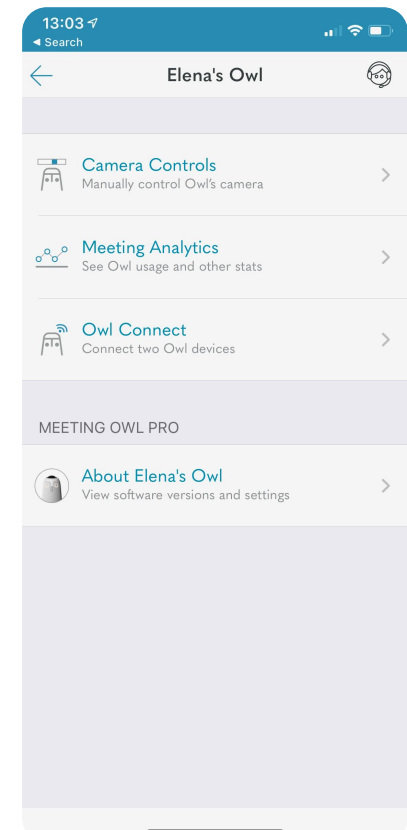 13:03
◄ Search
Elena's Owl
Camera Controls
Manually control Owl's camera
Meeting Analytics
See Owl usage and other stats
Owl Connect
Connect two Owl devices
MEETING OWL PRO
About Elena's Owl
View software versions and settings